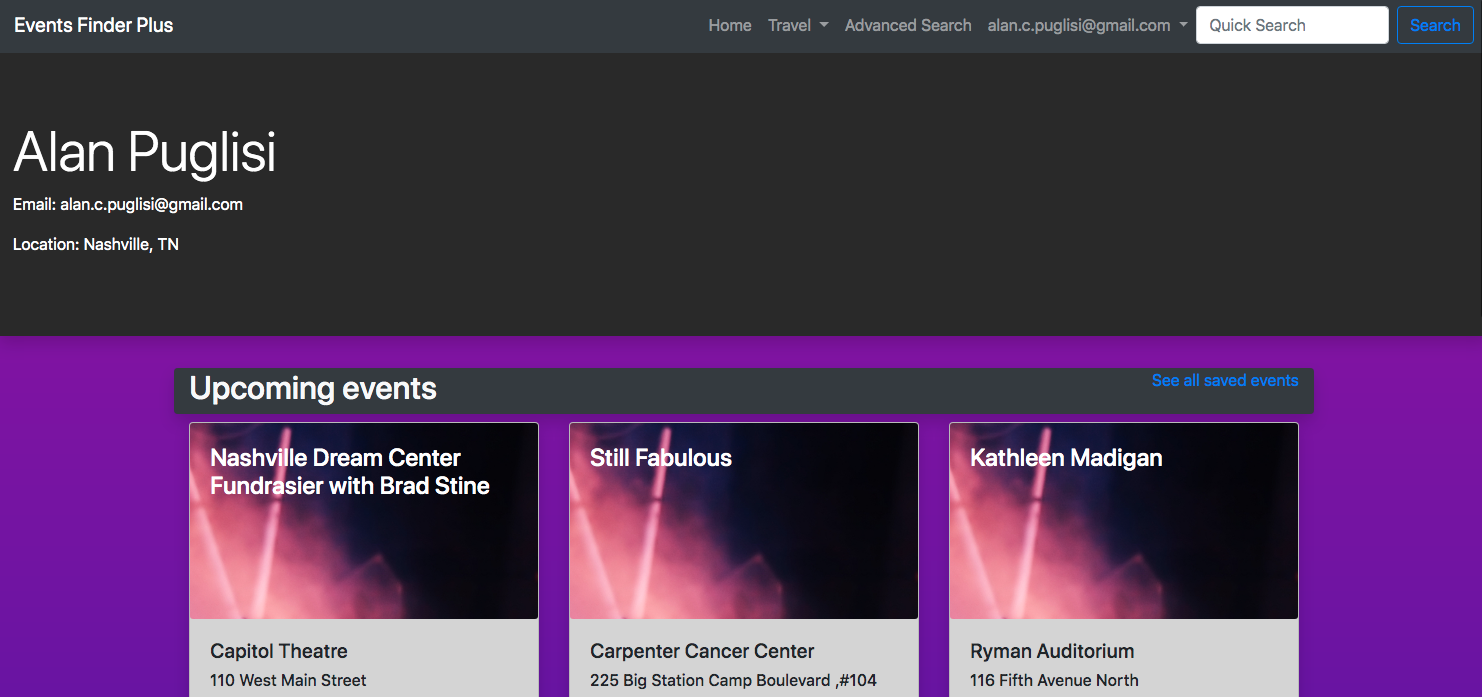 Events Finder Plus
Home Travel Advanced Search alan.c.puglisi@gmail.com Quick Search Search
Alan Puglisi
Email: alan.c.puglisi@gmail.com
Location: Nashville, TN
Upcoming events
See all saved events
Nashville Dream Center
Fundrasier with Brad Stine
Capitol Theatre
110 West Main Street
Still Fabulous
Carpenter Cancer Center
225 Big Station Camp Boulevard ,#104
Kathleen Madigan
Ryman Auditorium
116 Fifth Avenue North